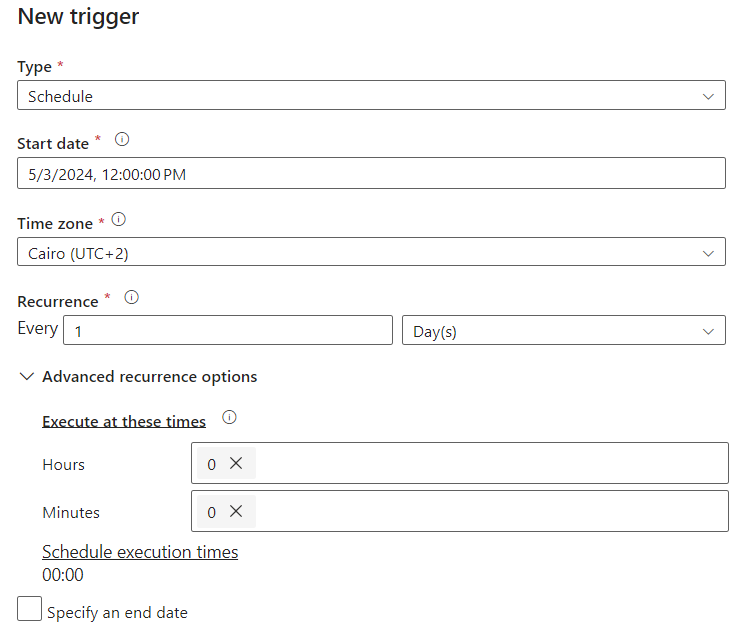 New trigger
Type *
Schedule
Start date *
5/3/2024, 12:00:00 PM
Time zone *
Cairo (UTC+2)
Recurrence *
Every 1 Day(s)
Advanced recurrence options
Execute at these times
Hours 0
Minutes 0
Schedule execution times
00:00
Specify an end date